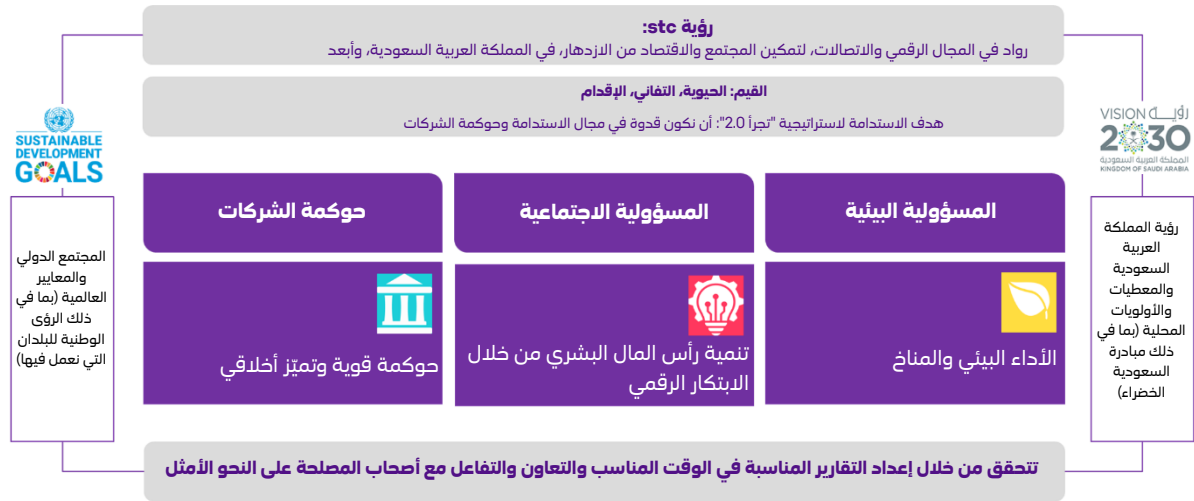 رؤية stc:
رواد في المجال الرقمي والاتصالات، لتمكين المجتمع والاقتصاد من الازدهار، في المملكة العربية السعودية، وأبعد
القيم: الحيوية، التفاني، الإقدام
هدف الاستدامة لاستراتيجية "تجرأ 2.0": أن نكون قدوة في مجال الاستدامة وحوكمة الشركات
VISION رؤيــة
2030
المملكة العربية السعودية
KINGDOM OF SAUDI ARABIA
رؤية المملكة
العربية
السعودية
والمعطيات
والأولويات
المحلية (بما في
ذلك مبادرة
السعودية
الخضراء)
المسؤولية البيئية
الأداء البيئي والمناخ
المسؤولية الاجتماعية
تنمية رأس المال البشري من خلال
الابتكار الرقمي
حوكمة الشركات
حوكمة قوية وتميّز أخلاقي
SUSTAINABLE
DEVELOPMENT
GOALS
المجتمع الدولي
والمعايير
العالمية (بما في
ذلك الرؤى
الوطنية للبلدان
التي نعمل فيها)
تتحقق من خلال إعداد التقارير المناسبة في الوقت المناسب والتعاون والتفاعل مع أصحاب المصلحة على النحو الأمثل